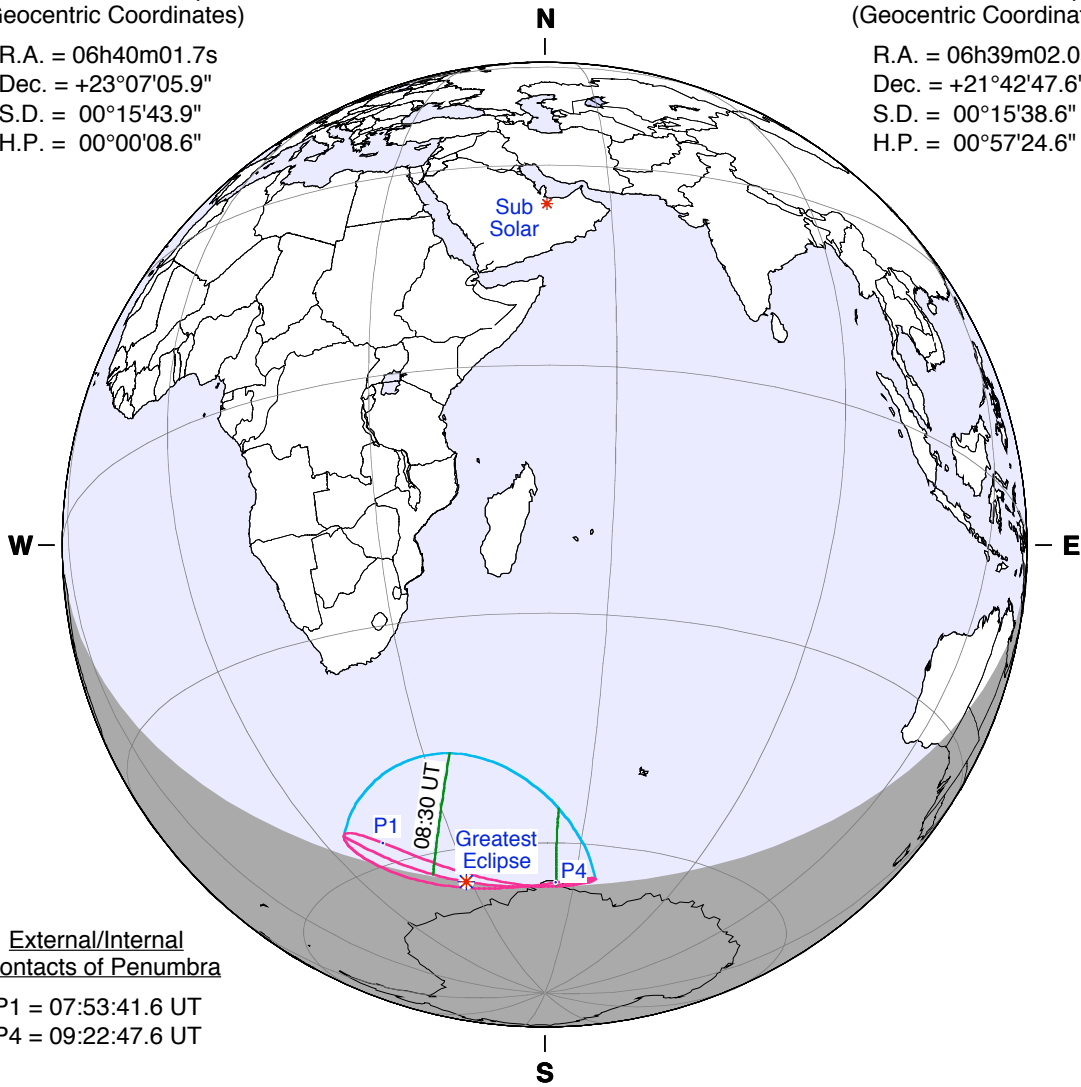 N
(Geocentric Coordinat
eocentric Coordinates)
R.A. = 06h40m01.7s
Dec. = +23°07'05.9"
S.D. = 00°15'43.9"
H.P. = 00°00'08.6"
R.A. = 06h39m02.0
Dec. = +21°42'47.6"
S.D. = 00°15'38.6"
H.P. = 00°57'24.6"
Sub
Solar
W
E
08:30 UT
P1
Greatest
Eclipse
P4
External/Internal
ontacts of Penumbra
P1 = 07:53:41.6 UT
P4 = 09:22:47.6 UT
S